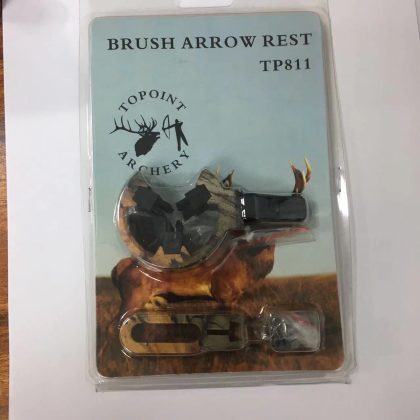 BRUSH ARROW REST
TP811
TOPOINT
ARCHERY